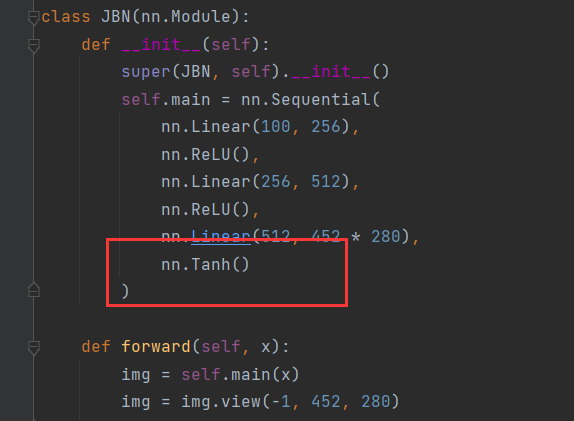 class JBN(nn.Module):
    def __init__(self):
        super(JBN, self).__init__()
        self.main = nn.Sequential(
            nn.Linear(100, 256),
            nn.ReLU(),
            nn.Linear(256, 512),
            nn.ReLU(),
            nn.Linear(512, 452 * 280),
            nn.Tanh()
        )
    def forward(self, x):
        img = self.main(x)
        img = img.view(-1, 452, 280)